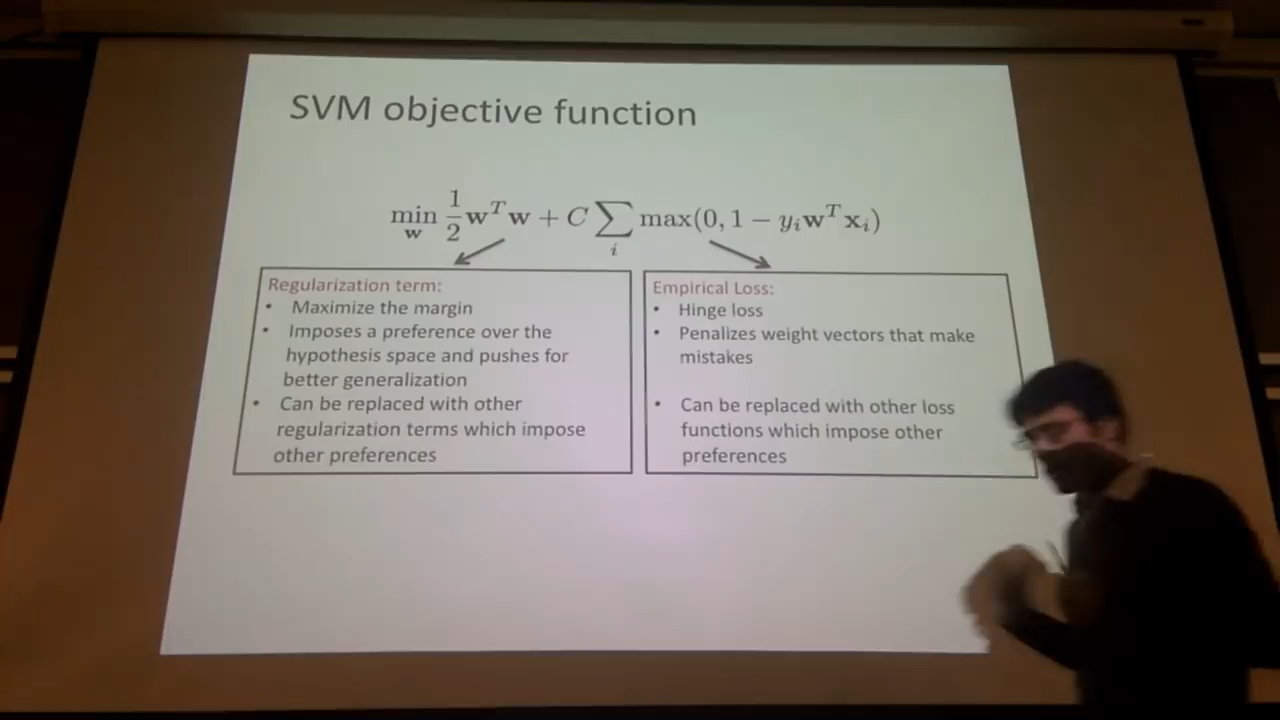 SVM objective function
min_w 1/2 w^T w + C ∑_i max(0, 1 − y_i w^T x_i)
Regularization term:
• Maximize the margin
• Imposes a preference over the
hypothesis space and pushes for
better generalization
• Can be replaced with other
regularization terms which impose
other preferences
Empirical Loss:
• Hinge loss
• Penalizes weight vectors that make
mistakes
• Can be replaced with other loss
functions which impose other
preferences